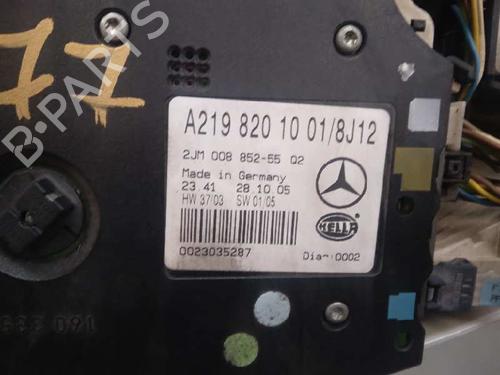 77
A219 820 10 01/8J12
2JM 008 852-55 Q2
Made in Germany
23.41 28.10.05
HW 37/03 SW 01/05
HELLA
0023035287
Dia-:0002
B-PARTS